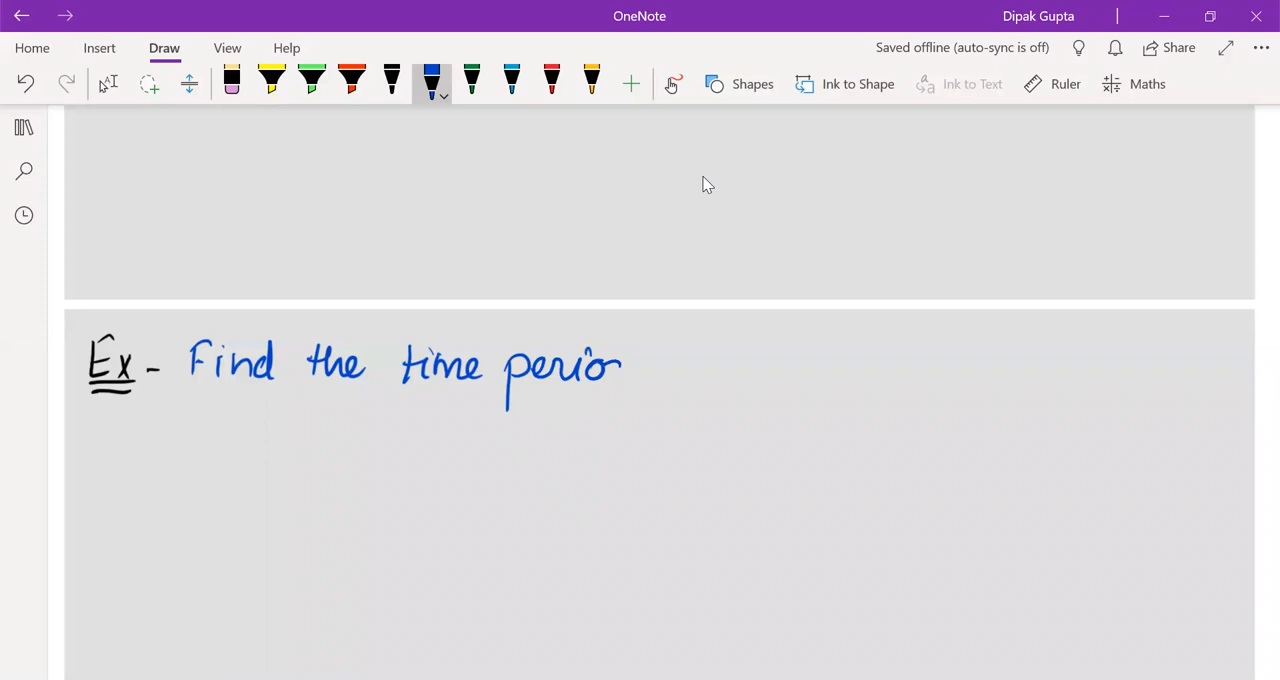 OneNote
Dipak Gupta
Home Insert Draw View Help
Saved offline (auto-sync is off)
Share
Shapes
Ink to Shape
Ink to Text
Ruler
Maths
Ex - Find the time perio